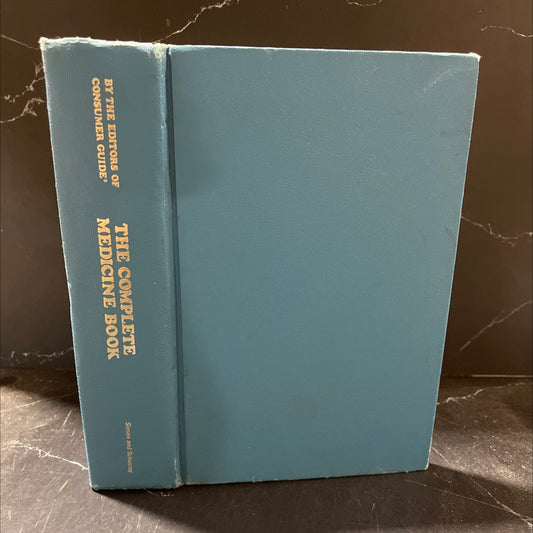 BY THE EDITORS OF
CONSUMER GUIDE®
THE COMPLETE
MEDICINE BOOK
Simon and Schuster